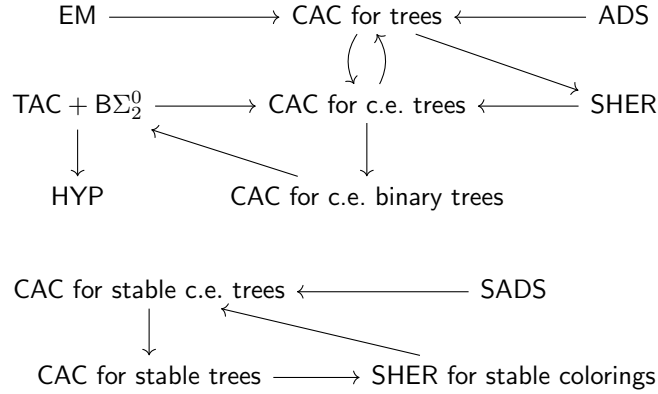 EM CAC for trees ADS
TAC + BΣ⁰₂ CAC for c.e. trees SHER
HYP CAC for c.e. binary trees
CAC for stable c.e. trees SADS
CAC for stable trees SHER for stable colorings